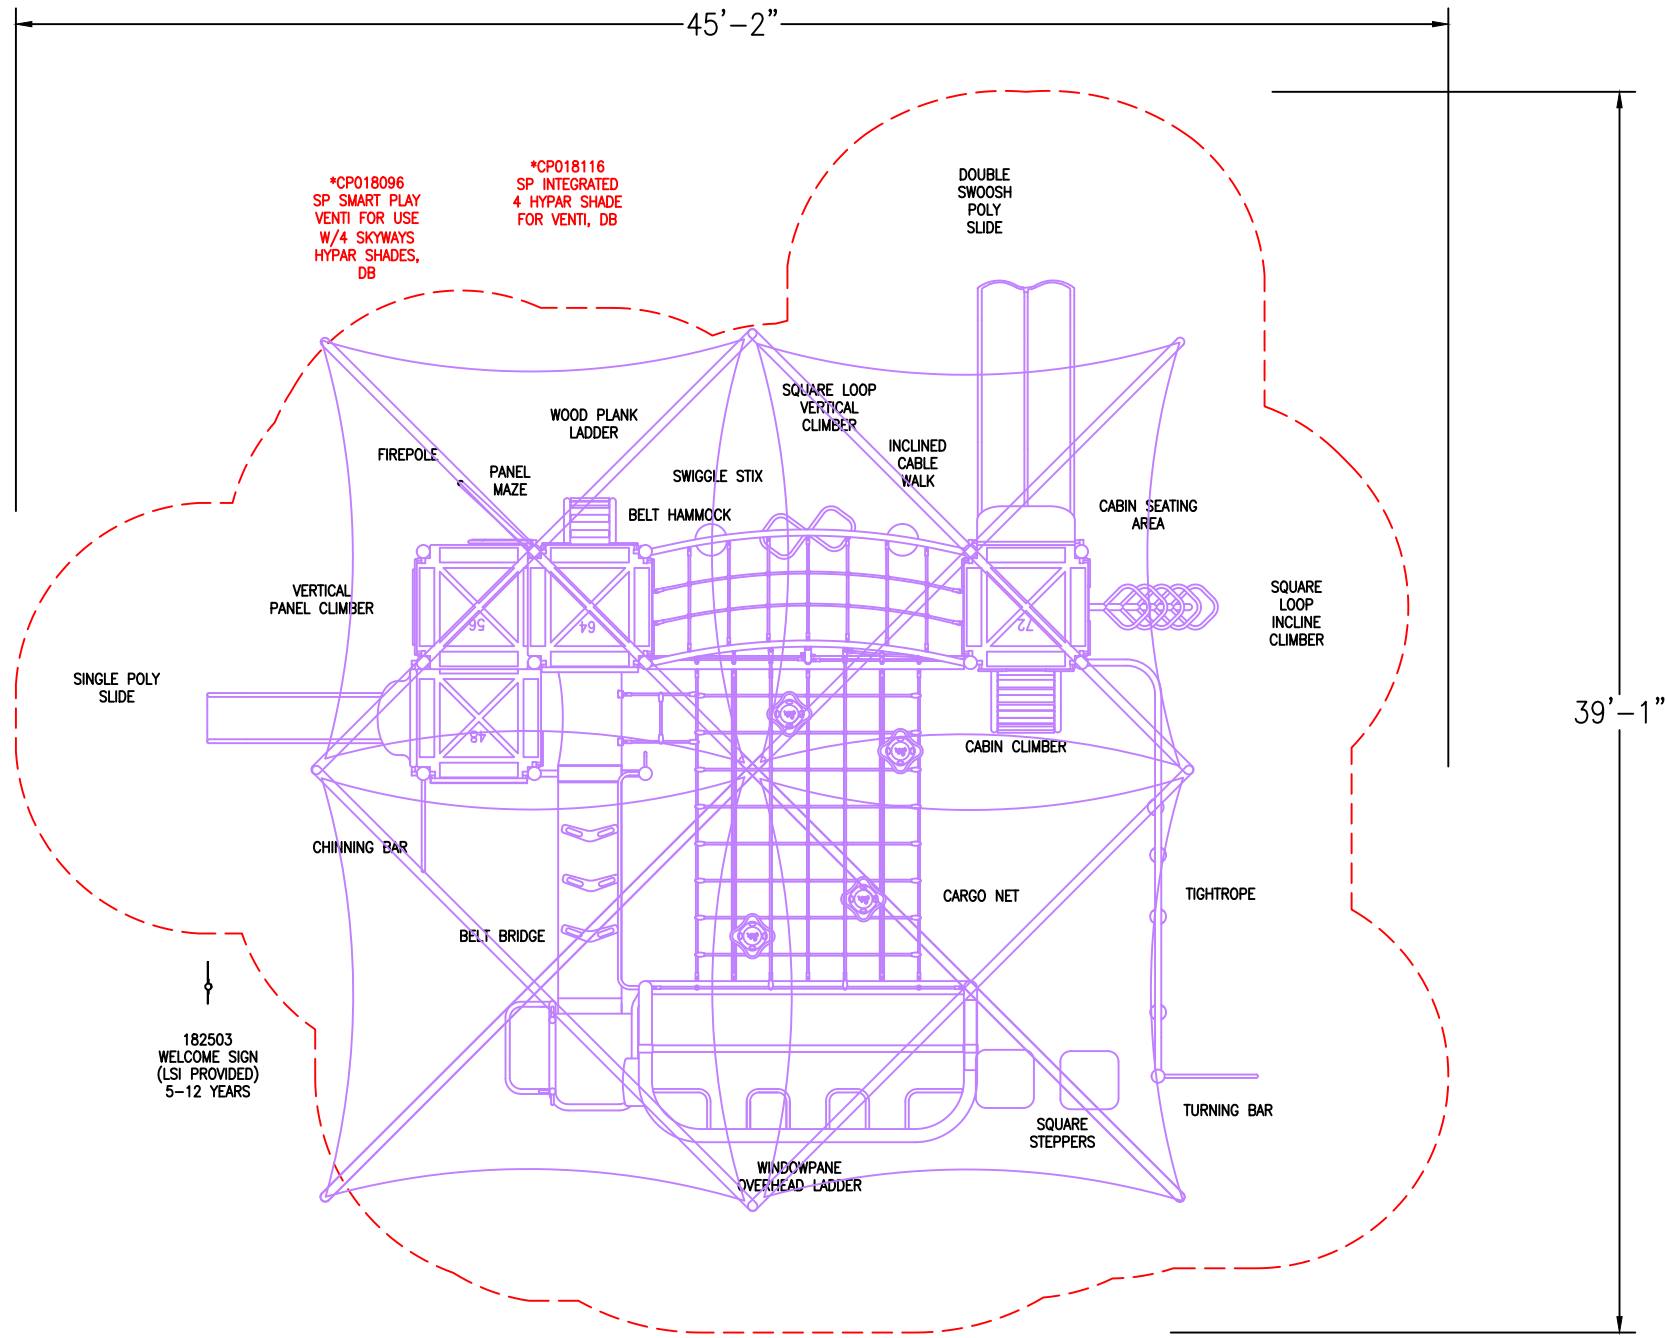 45'-2"
*CP018096
SP SMART PLAY
VENTI FOR USE
W/4 SKYWAYS
HYPAR SHADES,
DB
*CP018116
SP INTEGRATED
4 HYPAR SHADE
FOR VENTI, DB
DOUBLE
SWOOSH
POLY
SLIDE
SQUARE LOOP
VERTICAL
CLIMBER
WOOD PLANK
LADDER
FIREPOLE
PANEL
MAZE
SWIGGLE STIX
INCLINED
CABLE
WALK
BELT HAMMOCK
CABIN SEATING
AREA
VERTICAL
PANEL CLIMBER
56
64
72
SQUARE
LOOP
INCLINE
CLIMBER
SINGLE POLY
SLIDE
48
39'-1"
CABIN CLIMBER
CHINNING BAR
CARGO NET
TIGHTROPE
BELT BRIDGE
182503
WELCOME SIGN
(LSI PROVIDED)
5-12 YEARS
TURNING BAR
SQUARE
STEPPERS
WINDOWPANE
OVERHEAD LADDER